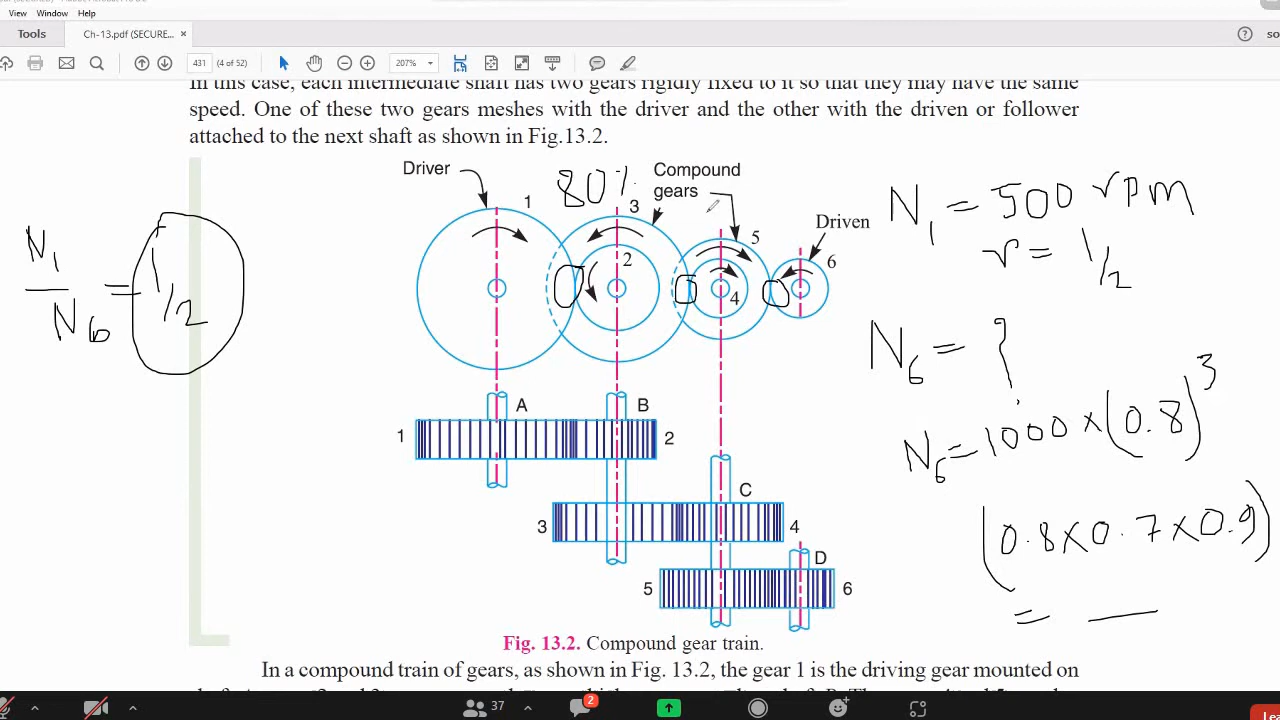 View Window Help
Tools
Ch-13.pdf (SECURE... ×
431 (4 of 52)
207%
In this case, each intermediate shaft has two gears rigidly fixed to it so that they may have the same
speed. One of these two gears meshes with the driver and the other with the driven or follower
attached to the next shaft as shown in Fig.13.2.
Driver
80%
Compound
gears
Driven
1
3
2
5
4
6
N1 = 500 rpm
r = 1/2
N1/N6 = 1/2
N6 = ?
N6 = 1000 × (0.8)^3
(0.8×0.7×0.9)
=
A
B
1
2
C
3
4
D
5
6
Fig. 13.2. Compound gear train.
In a compound train of gears, as shown in Fig. 13.2, the gear 1 is the driving gear mounted on
37
2